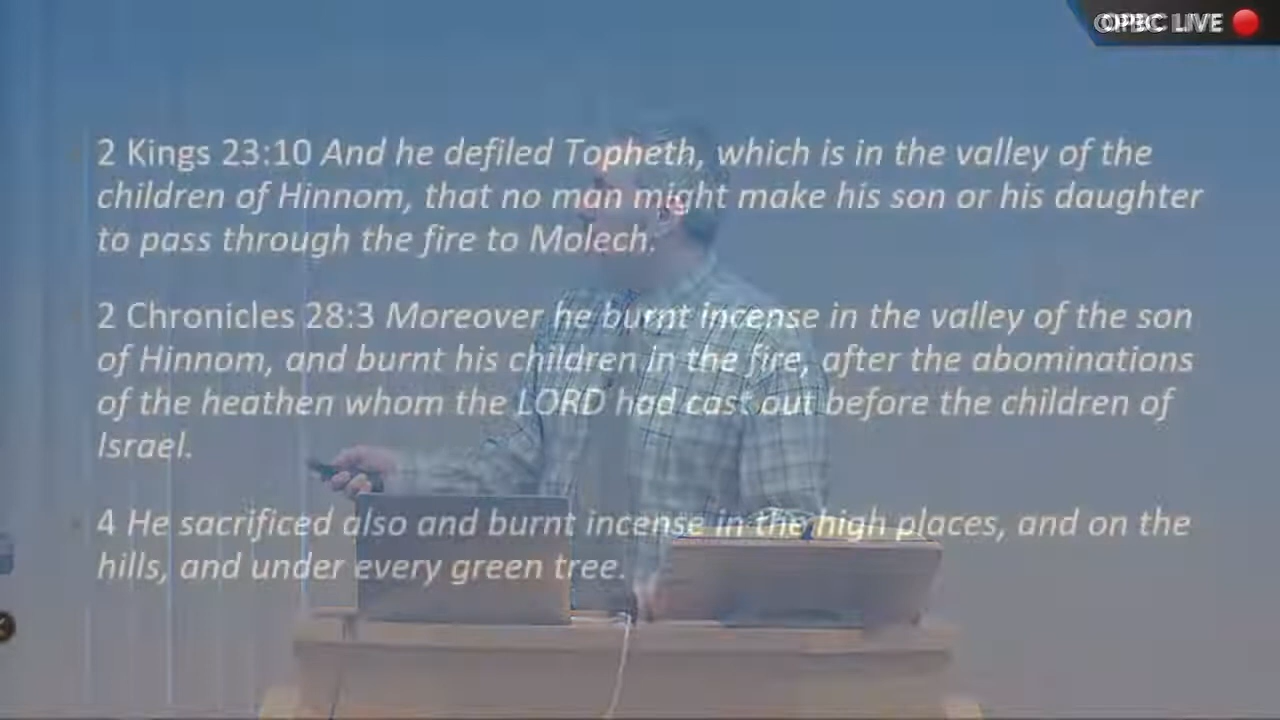 LIVE
2 Kings 23:10 And he defiled Topheth, which is in the valley of the
children of Hinnom, that no man might make his son or his daughter
to pass through the fire to Molech.
2 Chronicles 28:3 Moreover he burnt incense in the valley of the son
of Hinnom, and burnt his children in the fire, after the abominations
of the heathen whom the LORD had cast out before the children of
Israel.
4 He sacrificed also and burnt incense in the high places, and on the
hills, and under every green tree.